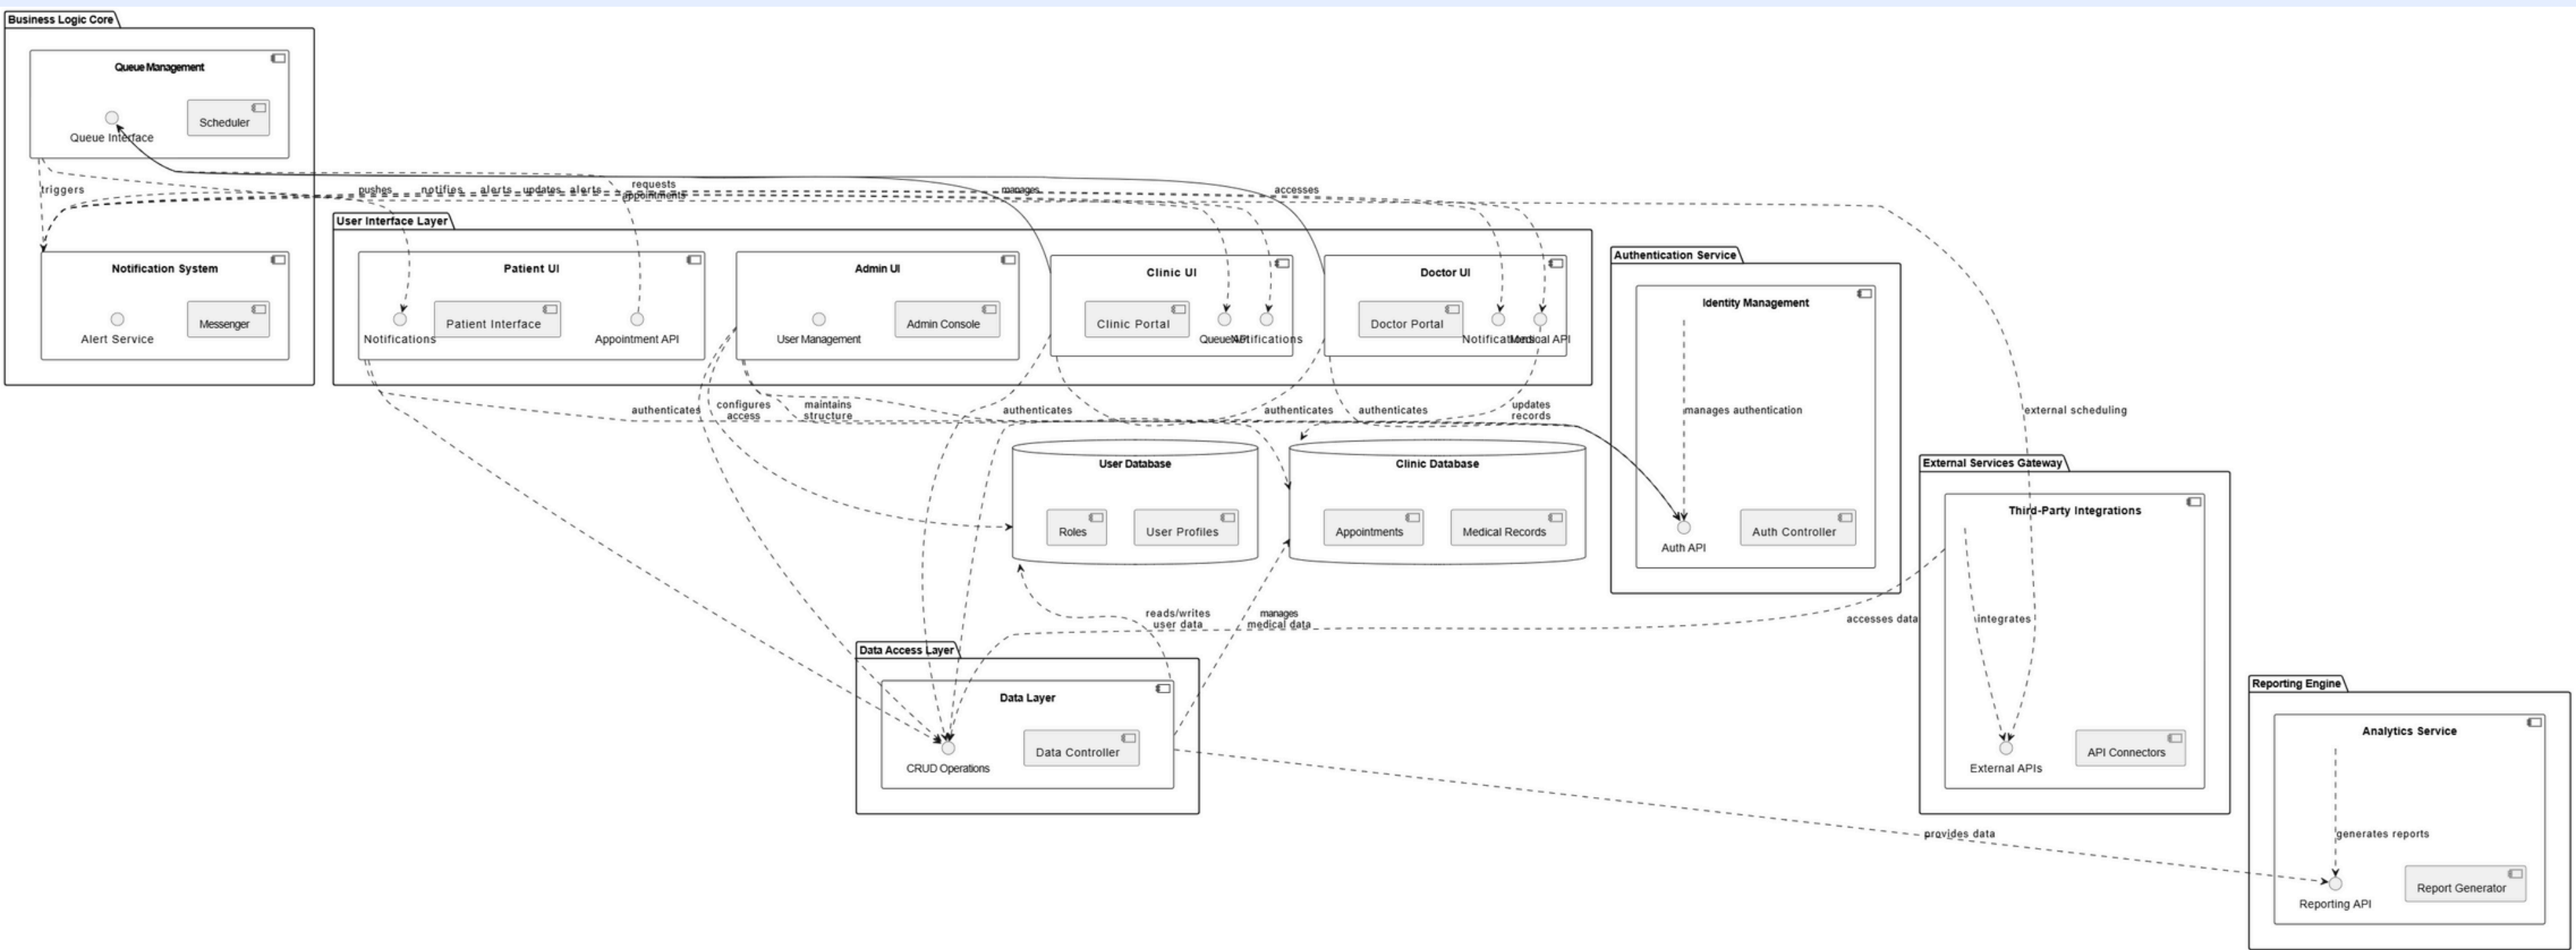 Business Logic Core
Queue Management
Scheduler
Queue Interface
triggers
pushes
notifies
alerts
updates
alerts
requests
appointments
manages
accesses
User Interface Layer
Notification System
Messenger
Alert Service
Patient UI
Patient Interface
Notifications
Appointment API
Admin UI
Admin Console
User Management
Clinic UI
Clinic Portal
Queue API
Notifications
Doctor UI
Doctor Portal
Notifications
Medical API
Authentication Service
Identity Management
manages authentication
Auth API
Auth Controller
authenticates
configures
access
maintains
structure
authenticates
authenticates
authenticates
updates
records
external scheduling
User Database
Roles
User Profiles
Clinic Database
Appointments
Medical Records
External Services Gateway
Third-Party Integrations
integrates
External APIs
API Connectors
reads/writes
user data
manages
medical data
accesses data
Data Access Layer
Data Layer
Data Controller
CRUD Operations
provides data
Reporting Engine
Analytics Service
generates reports
Report Generator
Reporting API